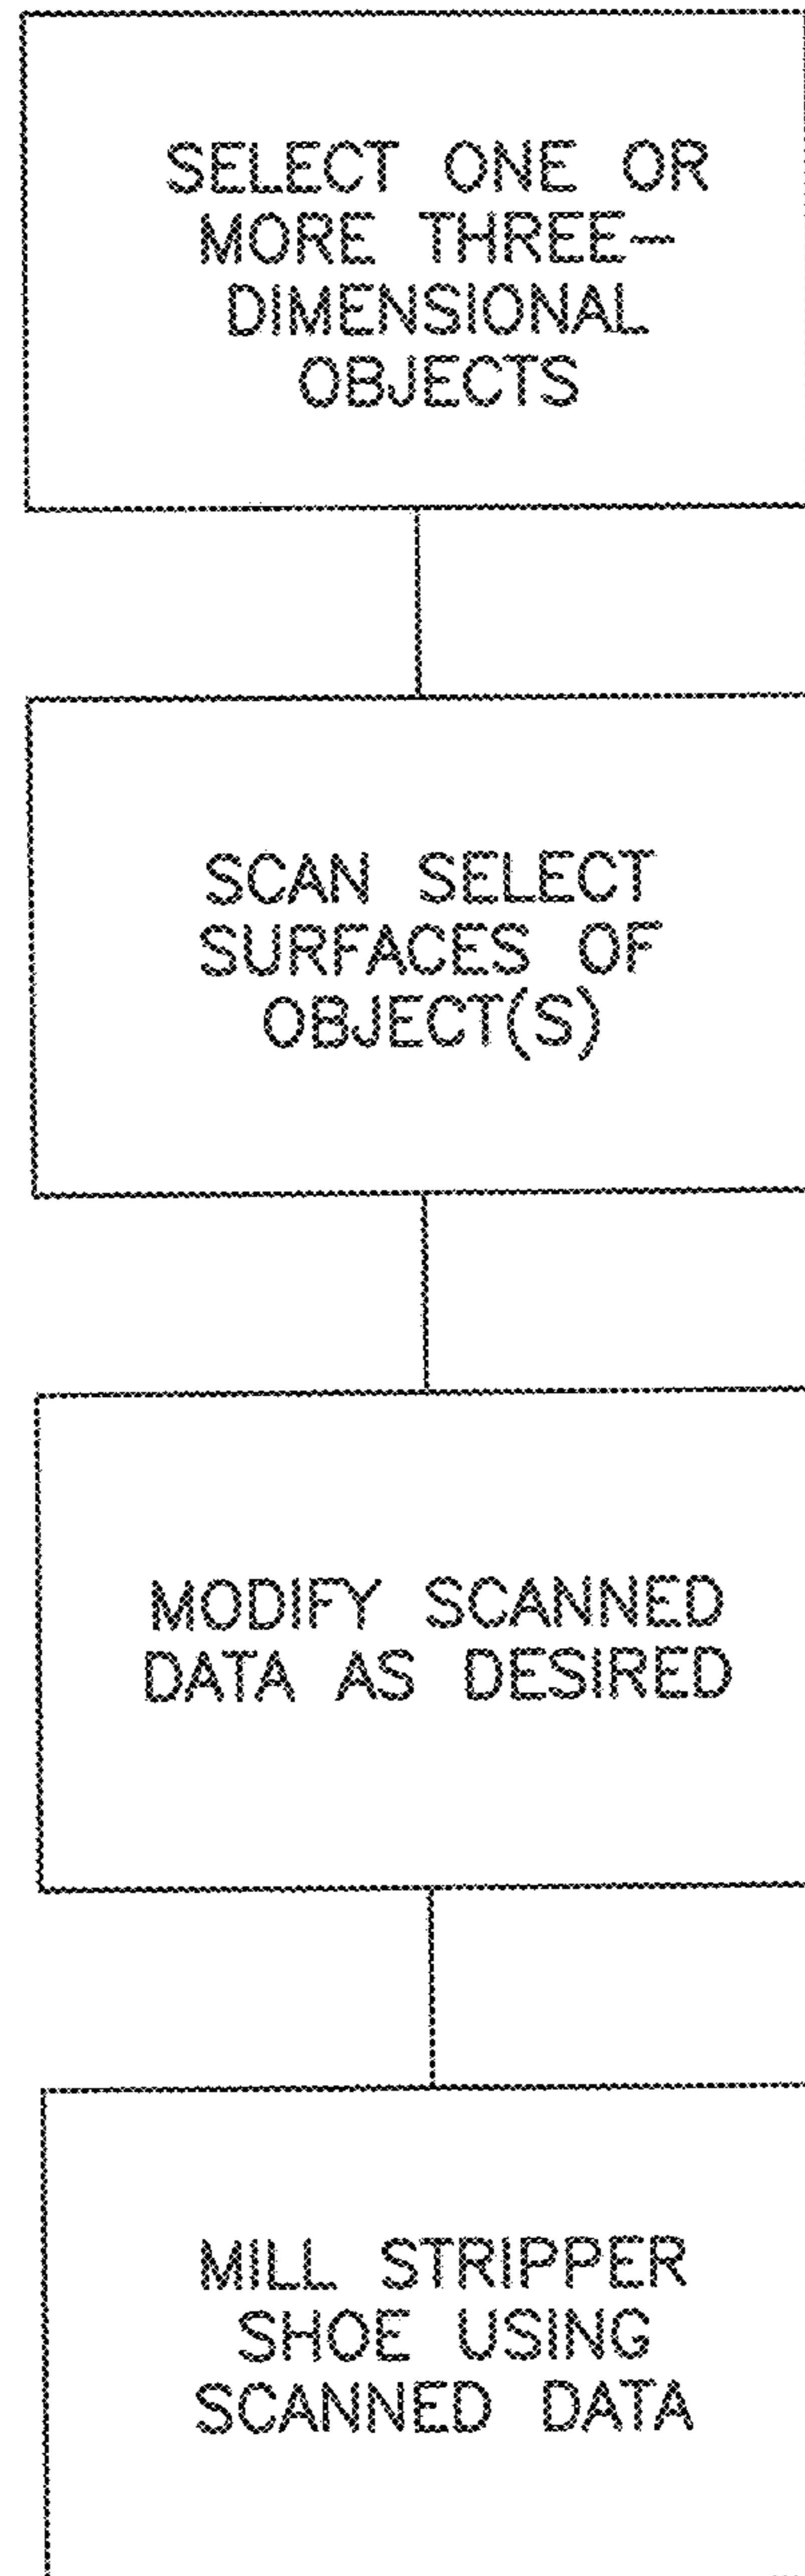 SELECT ONE OR
MORE THREE-
DIMENSIONAL
OBJECTS
SCAN SELECT
SURFACES OF
OBJECT(S)
MODIFY SCANNED
DATA AS DESIRED
MILL STRIPPER
SHOE USING
SCANNED DATA